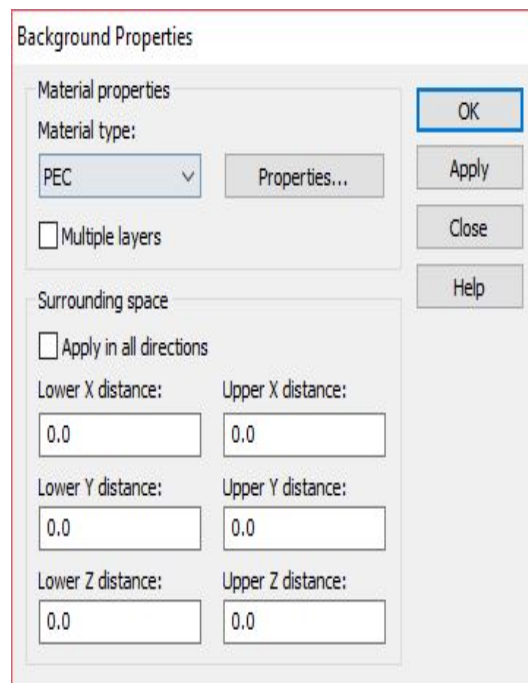 Background Properties
Material properties
Material type:
PEC
Properties...
Multiple layers
OK
Apply
Close
Help
Surrounding space
Apply in all directions
Lower X distance: Upper X distance:
0.0 0.0
Lower Y distance: Upper Y distance:
0.0 0.0
Lower Z distance: Upper Z distance:
0.0 0.0